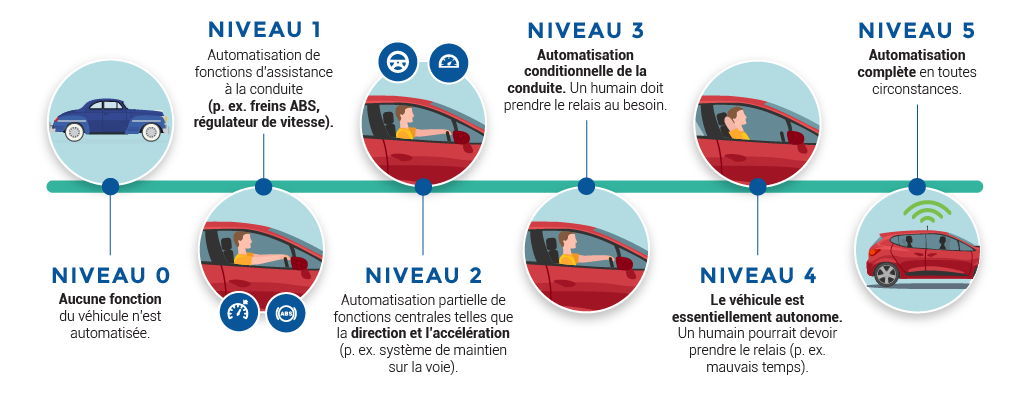 NIVEAU 0
Aucune fonction
du véhicule n'est
automatisée.
NIVEAU 1
Automatisation de
fonctions d'assistance
à la conduite
(p. ex. freins ABS,
régulateur de vitesse).
ABS
NIVEAU 2
Automatisation partielle de
fonctions centrales telles que
la direction et l'accélération
(p. ex. système de maintien
sur la voie).
NIVEAU 3
Automatisation
conditionnelle de la
conduite. Un humain doit
prendre le relais au besoin.
NIVEAU 4
Le véhicule est
essentiellement autonome.
Un humain pourrait devoir
prendre le relais (p. ex.
mauvais temps).
NIVEAU 5
Automatisation
complète en toutes
circonstances.